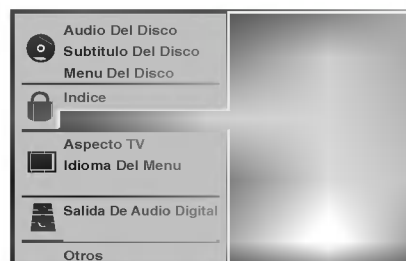 Audio Del Disco
Subtitulo Del Disco
Menu Del Disco
Indice
Aspecto TV
Idioma Del Menu
Salida De Audio Digital
Otros